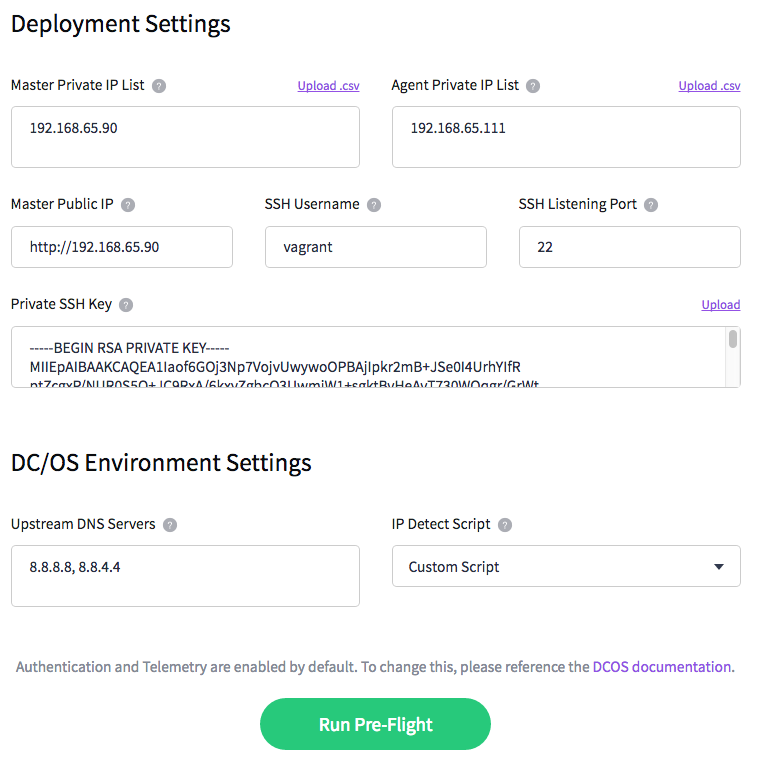 Deployment Settings
Master Private IP List ?
Upload .csv
Agent Private IP List ?
Upload .csv
192.168.65.90
192.168.65.111
Master Public IP ?
SSH Username ?
SSH Listening Port ?
http://192.168.65.90
vagrant
22
Private SSH Key ?
Upload
-----BEGIN RSA PRIVATE KEY-----
MIIEpAIBAAKCAQEA1Iaof6GOj3Np7VojvUwywoOPBAjIpkr2mB+JSe0I4UrhYIfR
DC/OS Environment Settings
Upstream DNS Servers ?
IP Detect Script ?
8.8.8.8, 8.8.4.4
Custom Script
Authentication and Telemetry are enabled by default. To change this, please reference the DCOS documentation.
Run Pre-Flight